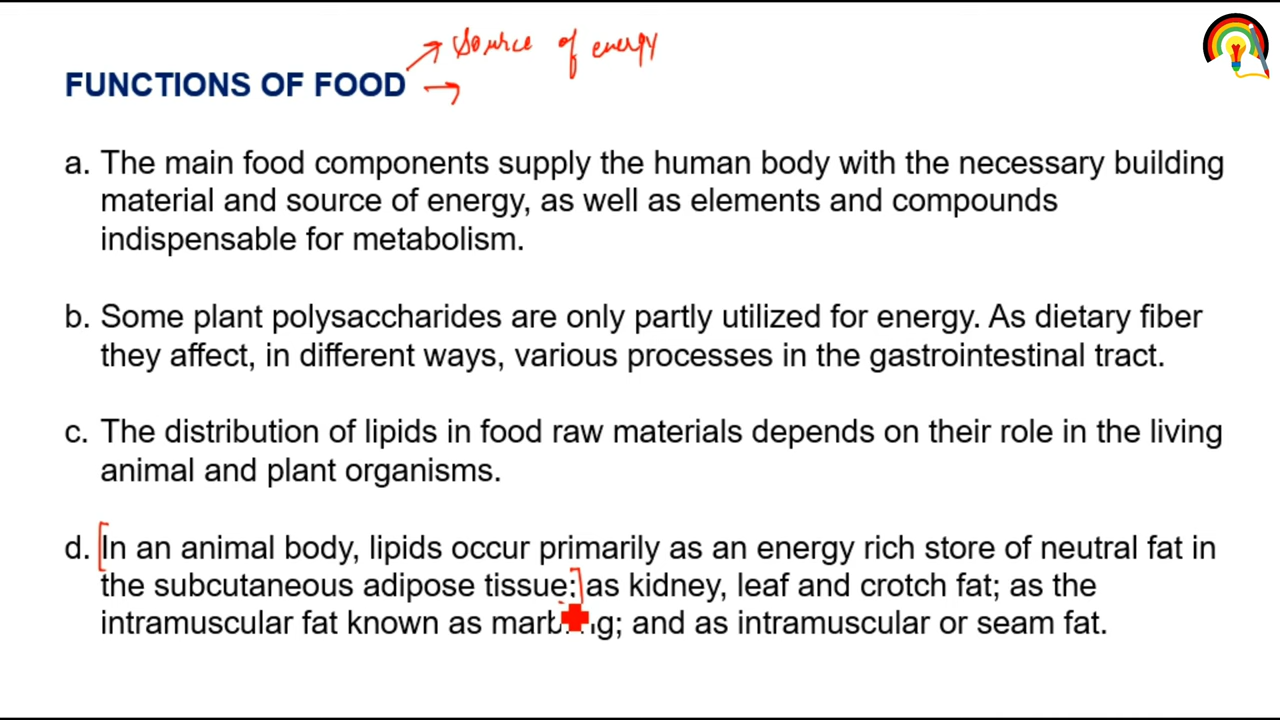 source of energy
FUNCTIONS OF FOOD
a. The main food components supply the human body with the necessary building
material and source of energy, as well as elements and compounds
indispensable for metabolism.
b. Some plant polysaccharides are only partly utilized for energy. As dietary fiber
they affect, in different ways, various processes in the gastrointestinal tract.
c. The distribution of lipids in food raw materials depends on their role in the living
animal and plant organisms.
d. In an animal body, lipids occur primarily as an energy rich store of neutral fat in
the subcutaneous adipose tissue; as kidney, leaf and crotch fat; as the
intramuscular fat known as and as intramuscular or seam fat.